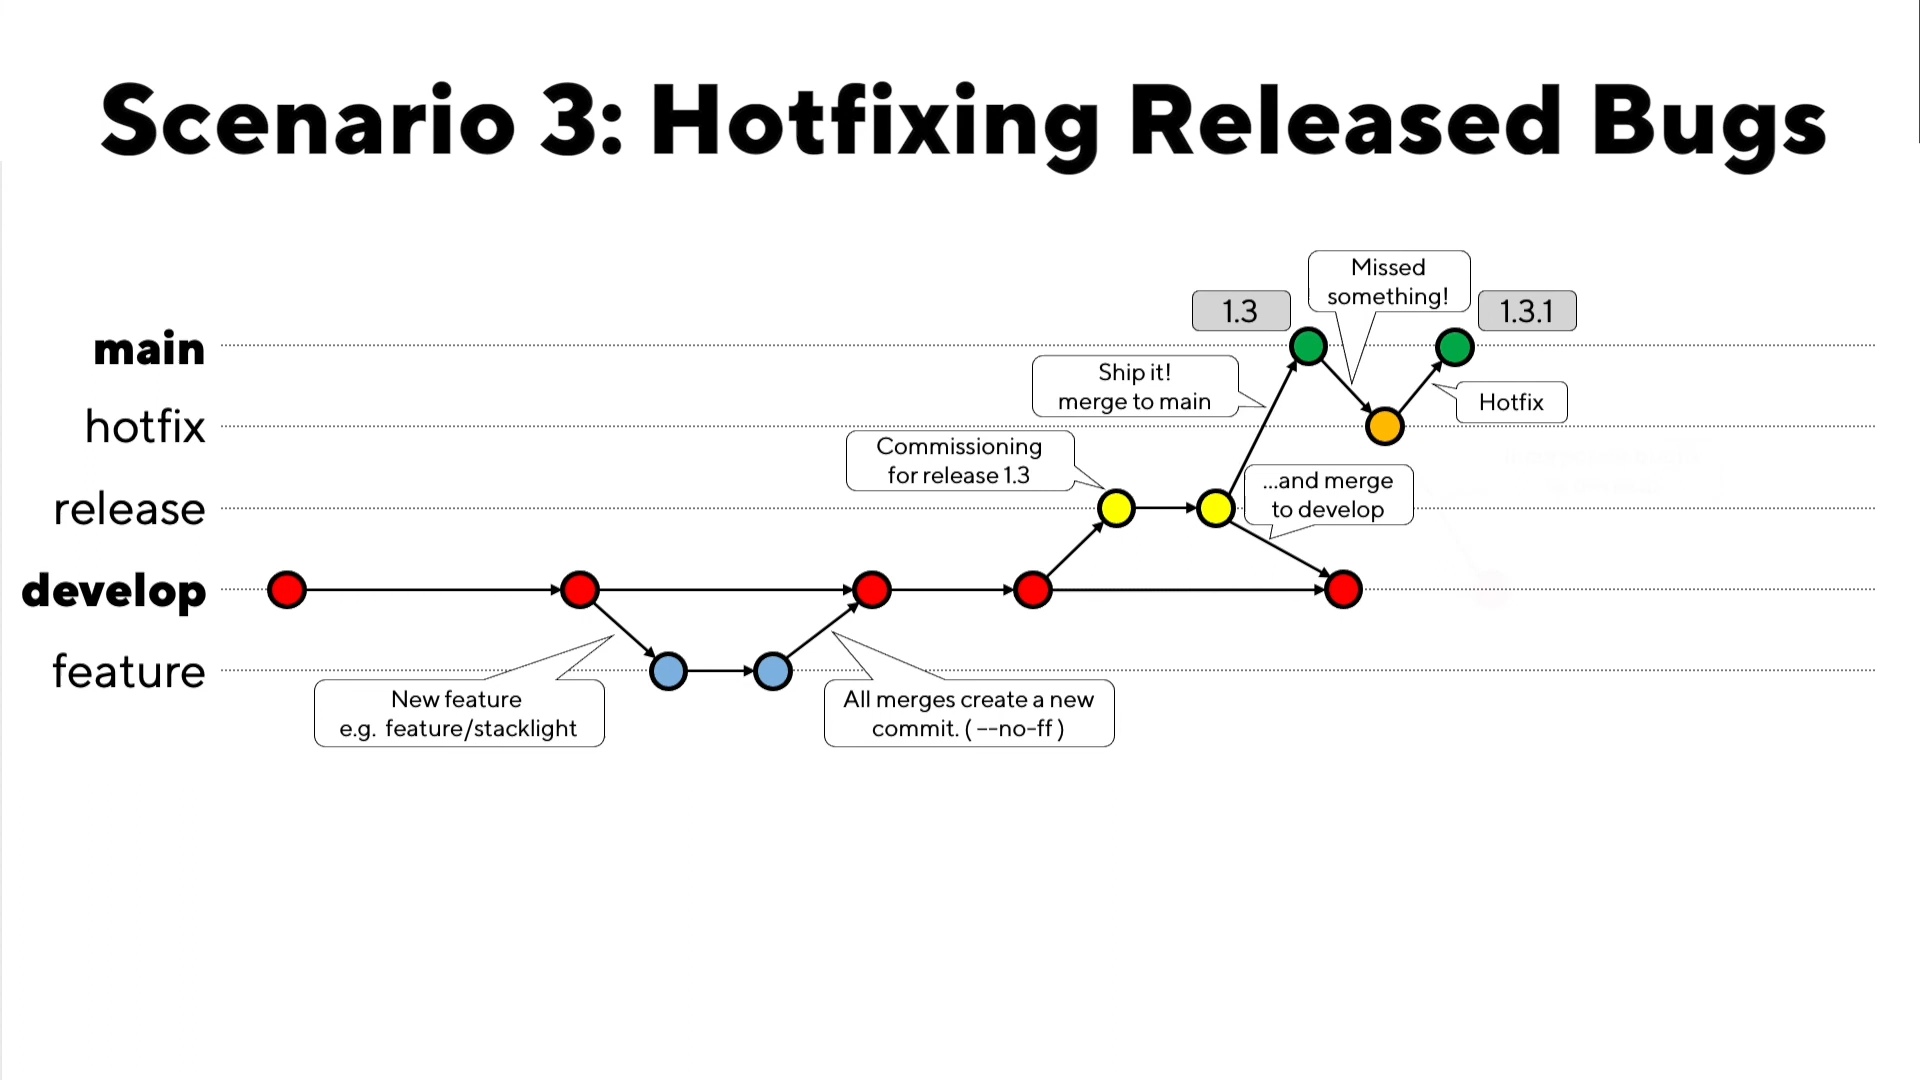 Scenario 3: Hotfixing Released Bugs
Missed
something!
1.3
1.3.1
main
Ship it!
merge to main
Hotfix
hotfix
Commissioning
for release 1.3
...and merge
to develop
release
develop
feature
New feature
e.g. feature/stacklight
All merges create a new
commit. ( --no-ff )